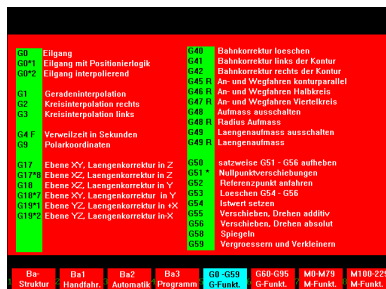 G0 Eilgang
G0*1 Eilgang mit Positionierlogik
G0*2 Eilgang interpolierend
G1 Geradeninterpolation
G2 Kreisinterpolation rechts
G3 Kreisinterpolation links
G4 F Verweilzeit in Sekunden
G9 Polarkoordinaten
G17 Ebene XY, Laengenkorrektur in Z
G17*8 Ebene XZ, Laengenkorrektur in Z
G18 Ebene XZ, Laengenkorrektur in Y
G18*7 Ebene XY, Laengenkorrektur in Y
G19*1 Ebene YZ, Laengenkorrektur in +X
G19*2 Ebene YZ, Laengenkorrektur in-X
G40 Bahnkorrektur loeschen
G41 Bahnkorrektur links der Kontur
G42 Bahnkorrektur rechts der Kontur
G45 R An- und Wegfahren konturparallel
G46 R An- und Wegfahren Halbkreis
G47 R An- und Wegfahren Viertelkreis
G48 Aufmass ausschalten
G48 R Radius Aufmass
G49 Laengenaufmass ausschalten
G49 R Laengenaufmass
G50 satzweise G51 - G56 aufheben
G51 * Nullpunktverschiebungen
G52 Referenzpunkt anfahren
G53 Loeschen G54 - G56
G54 Istwert setzen
G55 Verschieben, Drehen additiv
G56 Verschieben, Drehen absolut
G58 Spiegeln
G59 Vergroessern und Verkleinern
Ba- Ba1 Ba2 Ba3 G0 -G59 G60-G95 M0-M79 M100-225
Struktur Handfahr. Automatik Programm G-Funkt. G-Funkt. M-Funkt. M-Funkt.